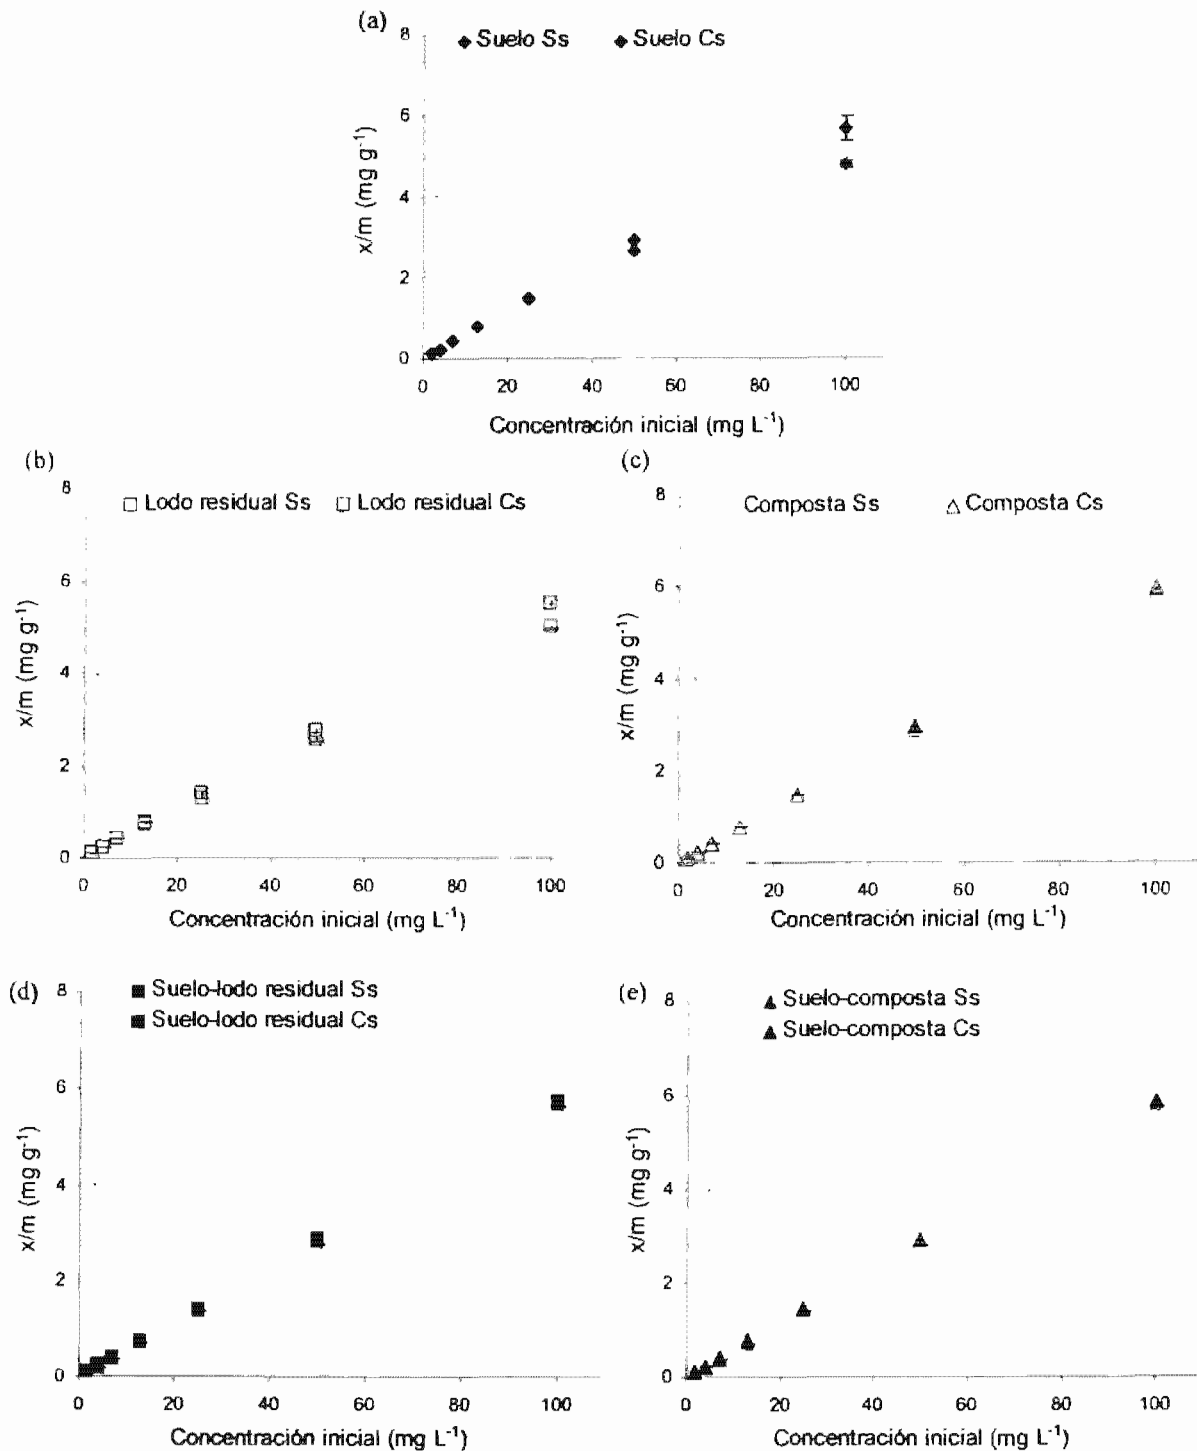 (a)
8
Suelo Ss
Suelo Cs
6
4
2
0
x/m (mg g⁻¹)
0 20 40 60 80 100
Concentración inicial (mg L⁻¹)
(b)
8
Lodo residual Ss
Lodo residual Cs
6
4
2
0
x/m (mg g⁻¹)
0 20 40 60 80 100
Concentración inicial (mg L⁻¹)
(c)
8
Composta Ss
Composta Cs
6
4
2
0
x/m (mg g⁻¹)
0 20 40 60 80 100
Concentración inicial (mg L⁻¹)
(d)
8
Suelo-lodo residual Ss
Suelo-lodo residual Cs
6
4
2
0
x/m (mg g⁻¹)
0 20 40 60 80 100
Concentración inicial (mg L⁻¹)
(e)
8
Suelo-composta Ss
Suelo-composta Cs
6
4
2
0
x/m (mg g⁻¹)
0 20 40 60 80 100
Concentración inicial (mg L⁻¹)